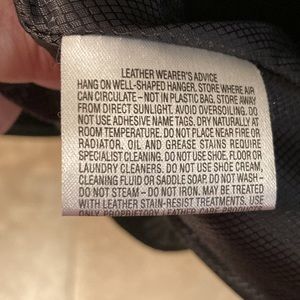 LEATHER WEARER'S ADVICE
HANG ON WELL-SHAPED HANGER. STORE WHERE AIR
CAN CIRCULATE – NOT IN PLASTIC BAG. STORE AWAY
FROM DIRECT SUNLIGHT. AVOID OVERSOILING. DO
NOT USE ADHESIVE NAME TAGS. DRY NATURALLY AT
ROOM TEMPERATURE. DO NOT PLACE NEAR FIRE OR
RADIATOR. OIL AND GREASE STAINS REQUIRE
SPECIALIST CLEANING. DO NOT USE SHOE, FLOOR OR
LAUNDRY CLEANERS. DO NOT USE SHOE CREAM,
CLEANING FLUID OR SADDLE SOAP. DO NOT WASH –
DO NOT STEAM – DO NOT IRON. MAY BE TREATED
WITH LEATHER STAIN-RESIST TREATMENTS. USE
ONLY PROPRIETORY LEATHER CARE PRODUCTS